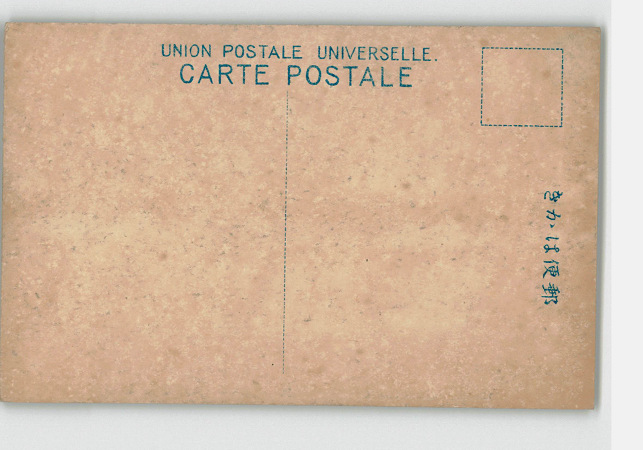 UNION POSTALE UNIVERSELLE.
CARTE POSTALE
郵便はかき